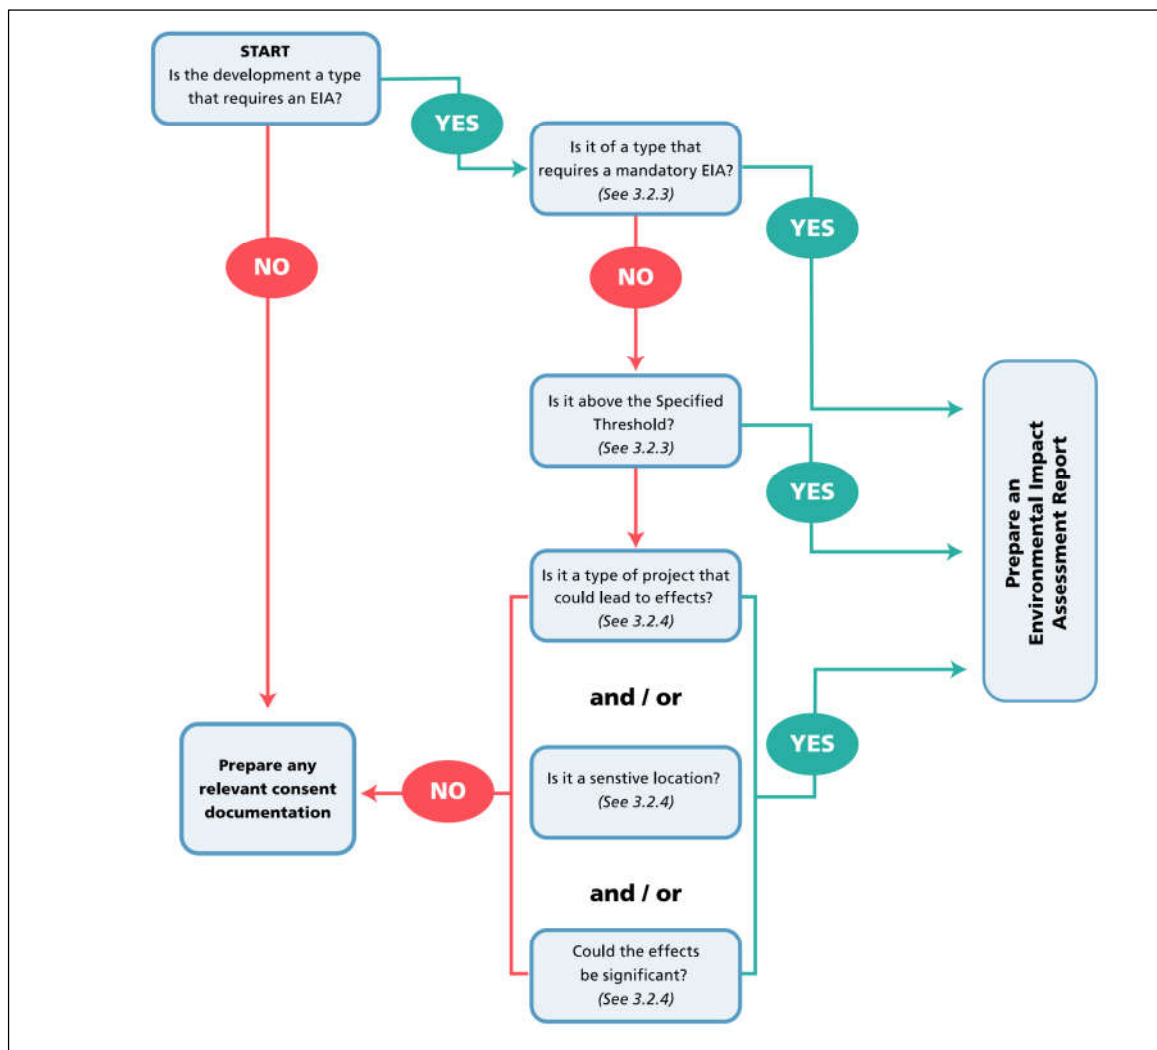 START
Is the development a type
that requires an EIA?
YES
Is it of a type that
requires a mandatory EIA?
(See 3.2.3)
YES
NO
NO
Is it above the Specified
Threshold?
(See 3.2.3)
YES
Prepare an
Environmental Impact
Assessment Report
Is it a type of project that
could lead to effects?
(See 3.2.4)
and / or
YES
Prepare any
relevant consent
documentation
NO
Is it a senstive location?
(See 3.2.4)
and / or
Could the effects
be significant?
(See 3.2.4)